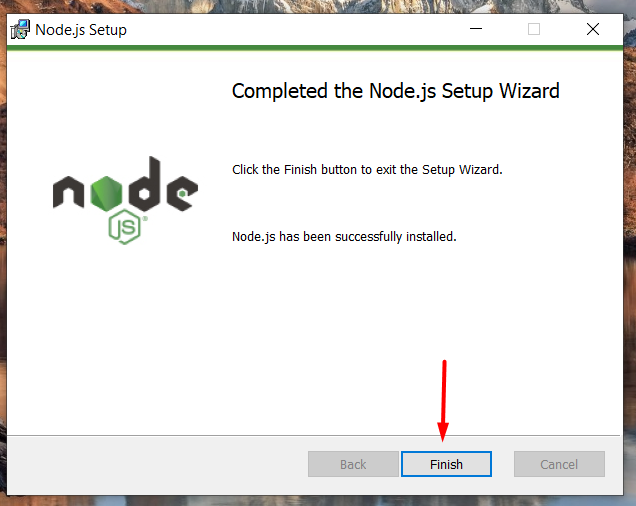 Node.js Setup
Completed the Node.js Setup Wizard
Click the Finish button to exit the Setup Wizard.
node
JS
Node.js has been successfully installed.
Back
Finish
Cancel